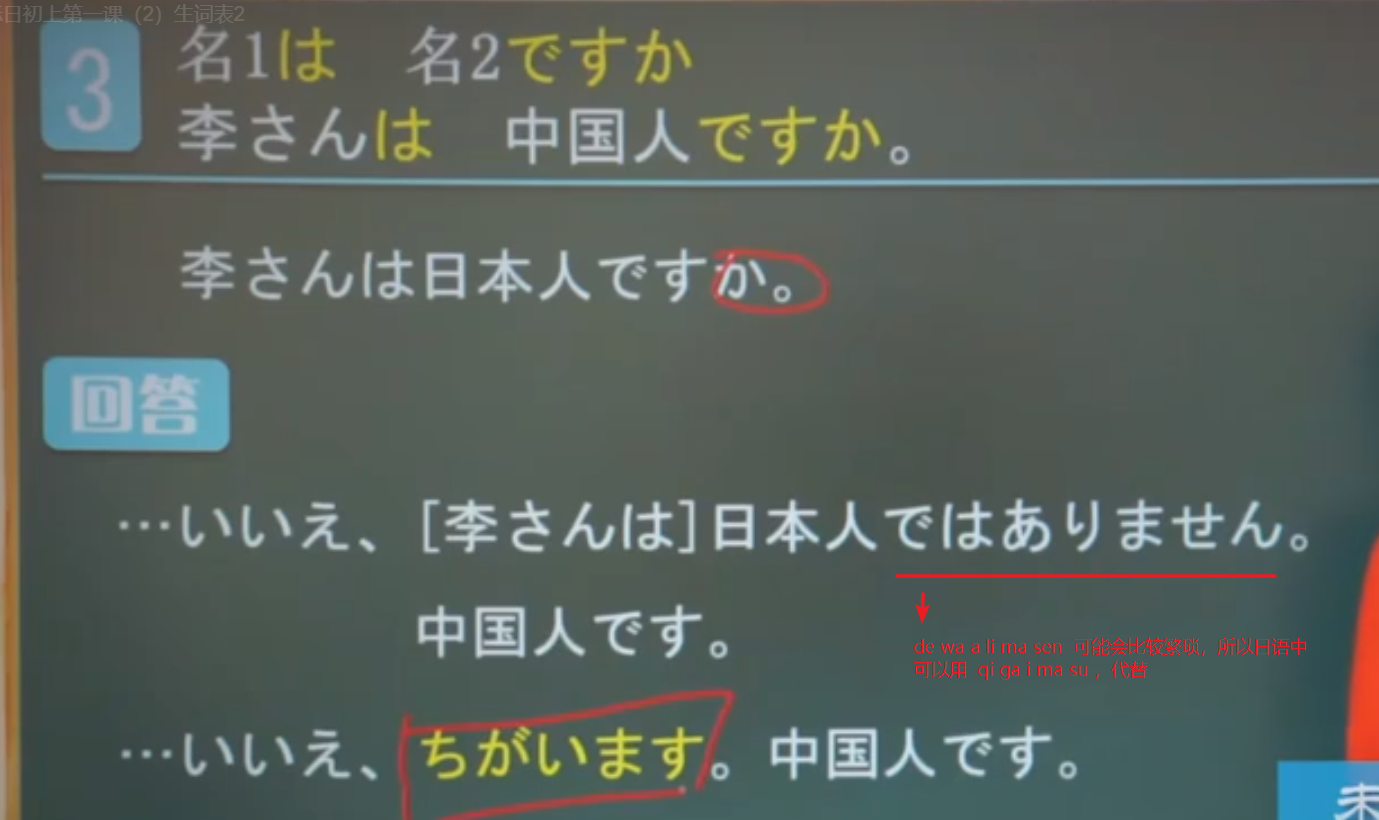 标日初上第一课（2）生词表2
3
名1は　名2ですか
李さんは　中国人ですか。
李さんは日本人ですか。
回答
…いいえ、[李さんは]日本人ではありません。
中国人です。
de wa a li ma sen 可能会比较繁琐，所以日语中
可以用 qi ga i ma su ，代替
…いいえ、ちがいます。中国人です。